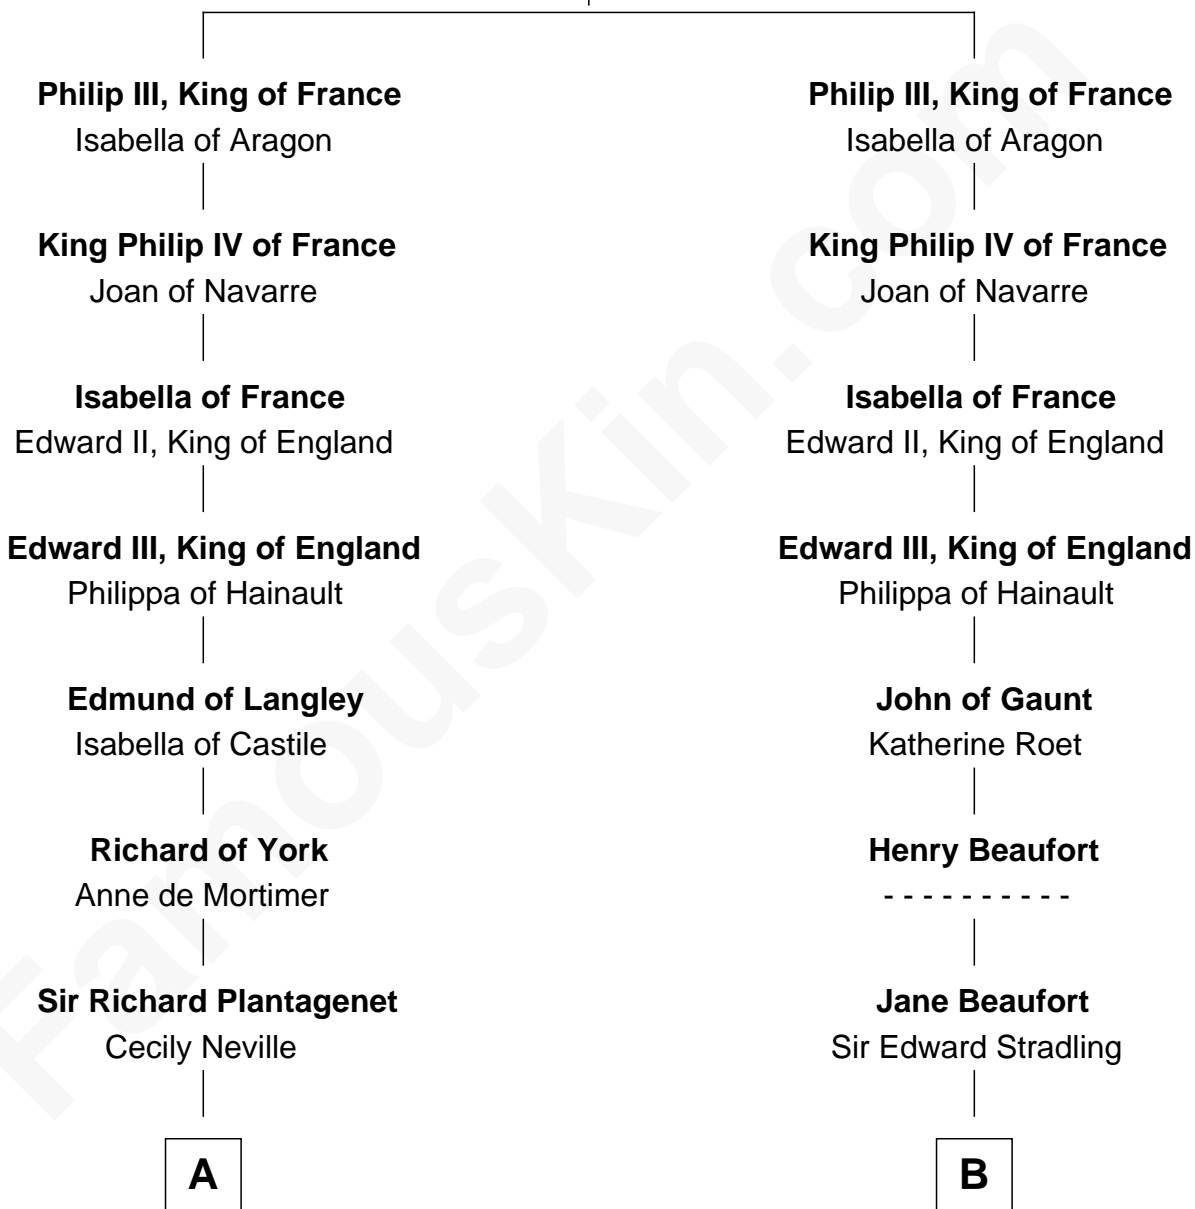 Philip III, King of France
Isabella of Aragon
King Philip IV of France
Joan of Navarre
Isabella of France
Edward II, King of England
Edward III, King of England
Philippa of Hainault
Edmund of Langley
Isabella of Castile
Richard of York
Anne de Mortimer
Sir Richard Plantagenet
Cecily Neville
A
Philip III, King of France
Isabella of Aragon
King Philip IV of France
Joan of Navarre
Isabella of France
Edward II, King of England
Edward III, King of England
Philippa of Hainault
John of Gaunt
Katherine Roet
Henry Beaufort
- - - - - - - - - -
Jane Beaufort
Sir Edward Stradling
B
FamousKin.com